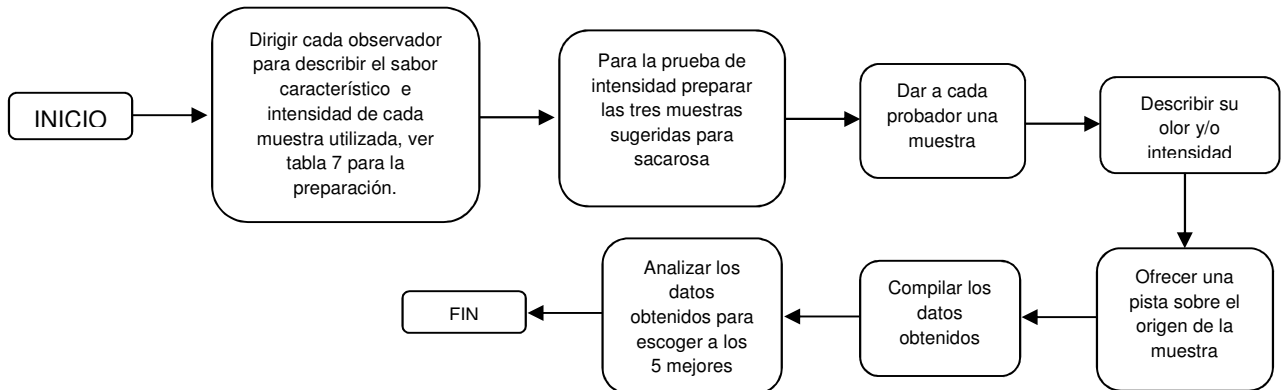 INICIO
Dirigir cada observador
para describir el sabor
característico e
intensidad de cada
muestra utilizada, ver
tabla 7 para la
preparación.
Para la prueba de
intensidad preparar
las tres muestras
sugeridas para
sacarosa
Dar a cada
probador una
muestra
Describir su
olor y/o
intensidad
Ofrecer una
pista sobre el
origen de la
muestra
Compilar los
datos
obtenidos
Analizar los
datos
obtenidos para
escoger a los
5 mejores
FIN